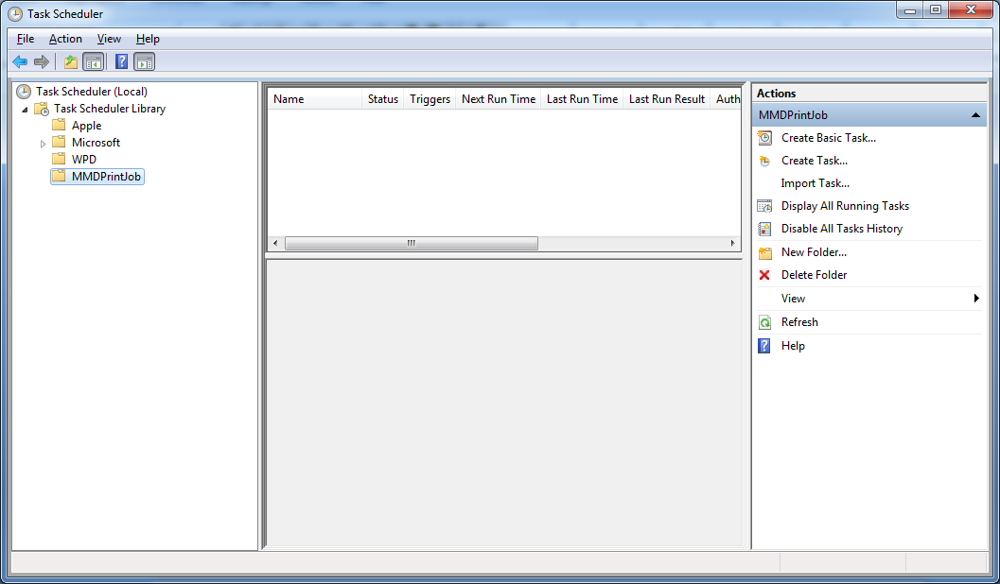 Task Scheduler
File Action View Help
Task Scheduler (Local)
Task Scheduler Library
Apple
Microsoft
WPD
MMDPrintJob
Name Status Triggers Next Run Time Last Run Time Last Run Result Auth
Actions
MMDPrintJob
Create Basic Task...
Create Task...
Import Task...
Display All Running Tasks
Disable All Tasks History
New Folder...
Delete Folder
View
Refresh
Help